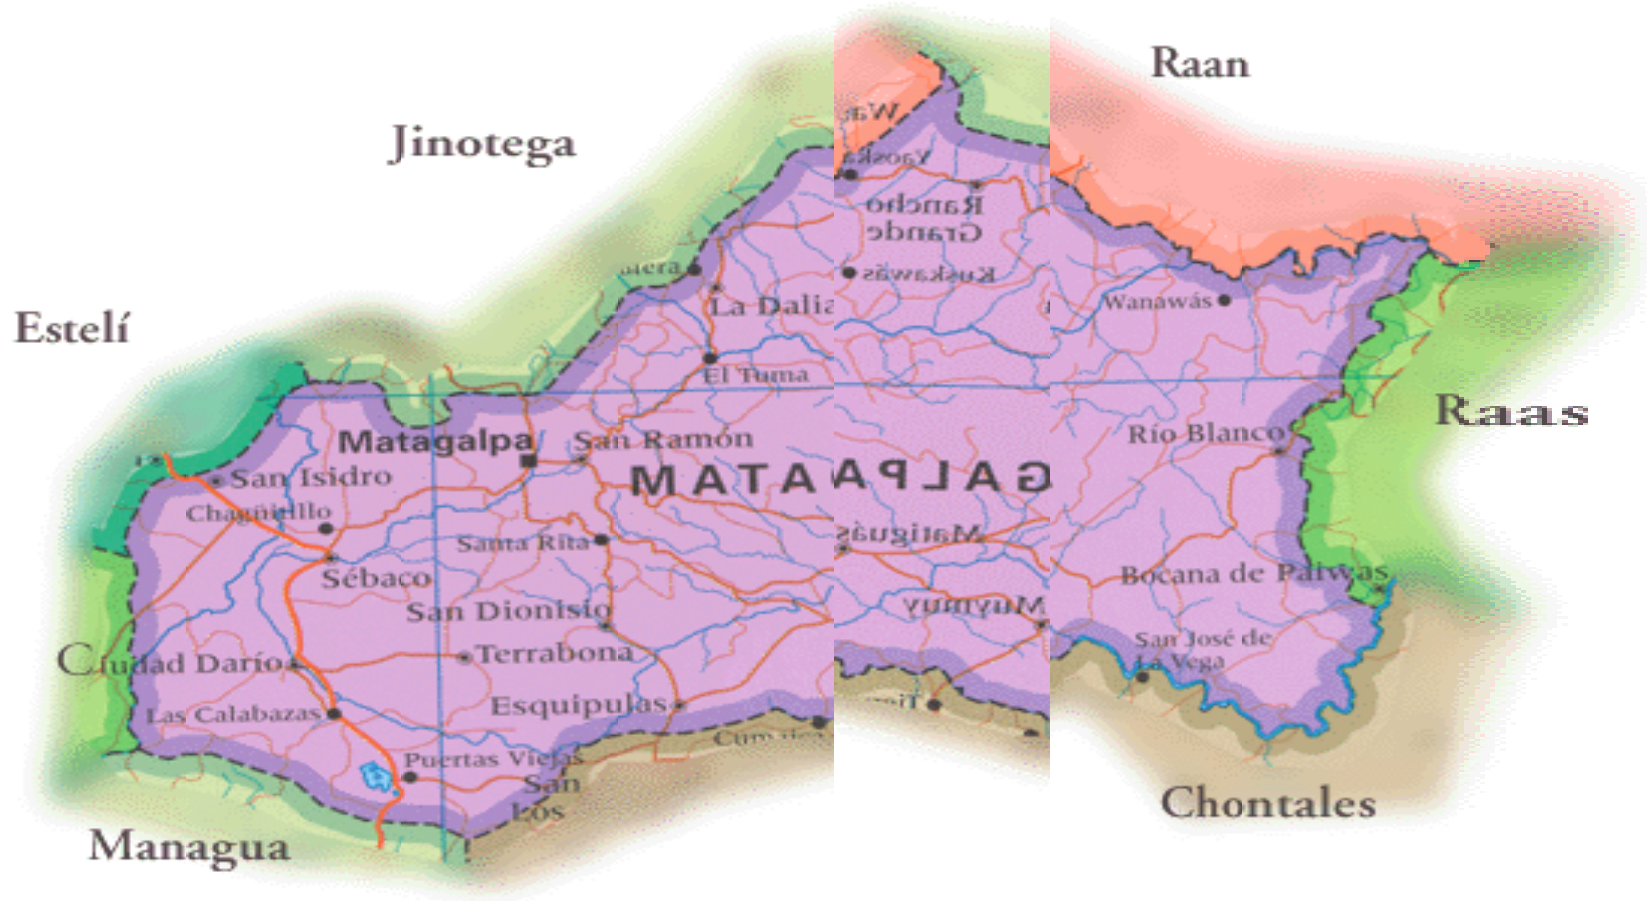 Raan
Jinotega
Yaoska
Rancho
Grande
Kuskawás
La Dalia
Wanawás
Estelí
El Tuma
Raas
Matagalpa
San Ramón
Río Blanco
San Isidro
MATAGALPA
Chagüitillo
Santa Rita
Matiguás
Sébaco
Bocana de Paiwas
San Dionisio
Muymuy
Ciudad Darío
Terrabona
San José de
La Vega
Las Calabazas
Esquipulas
Puertas Viejas
San
Los
Managua
Chontales